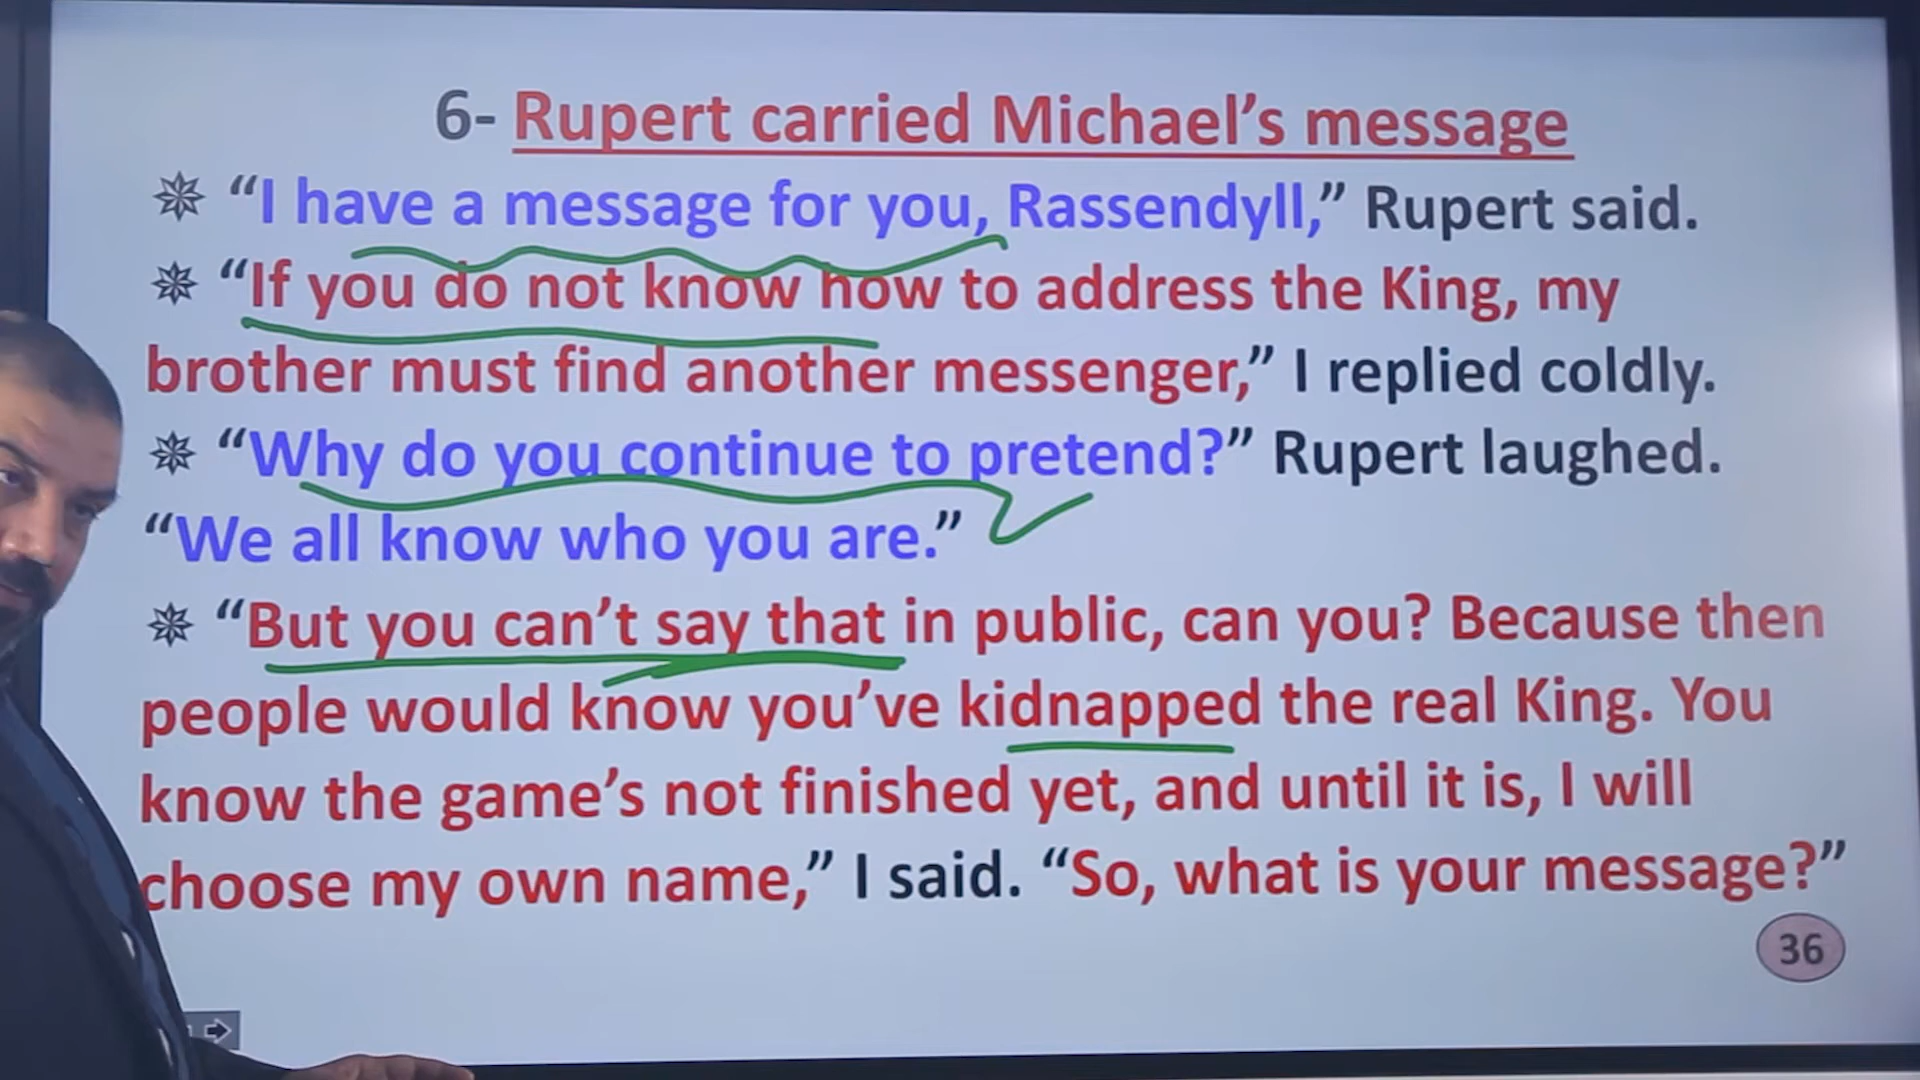 6- Rupert carried Michael’s message
“I have a message for you, Rassendyll,” Rupert said.
“If you do not know how to address the King, my
brother must find another messenger,” I replied coldly.
“Why do you continue to pretend?” Rupert laughed.
“We all know who you are.”
“But you can’t say that in public, can you? Because then
people would know you’ve kidnapped the real King. You
know the game’s not finished yet, and until it is, I will
choose my own name,” I said. “So, what is your message?”
36